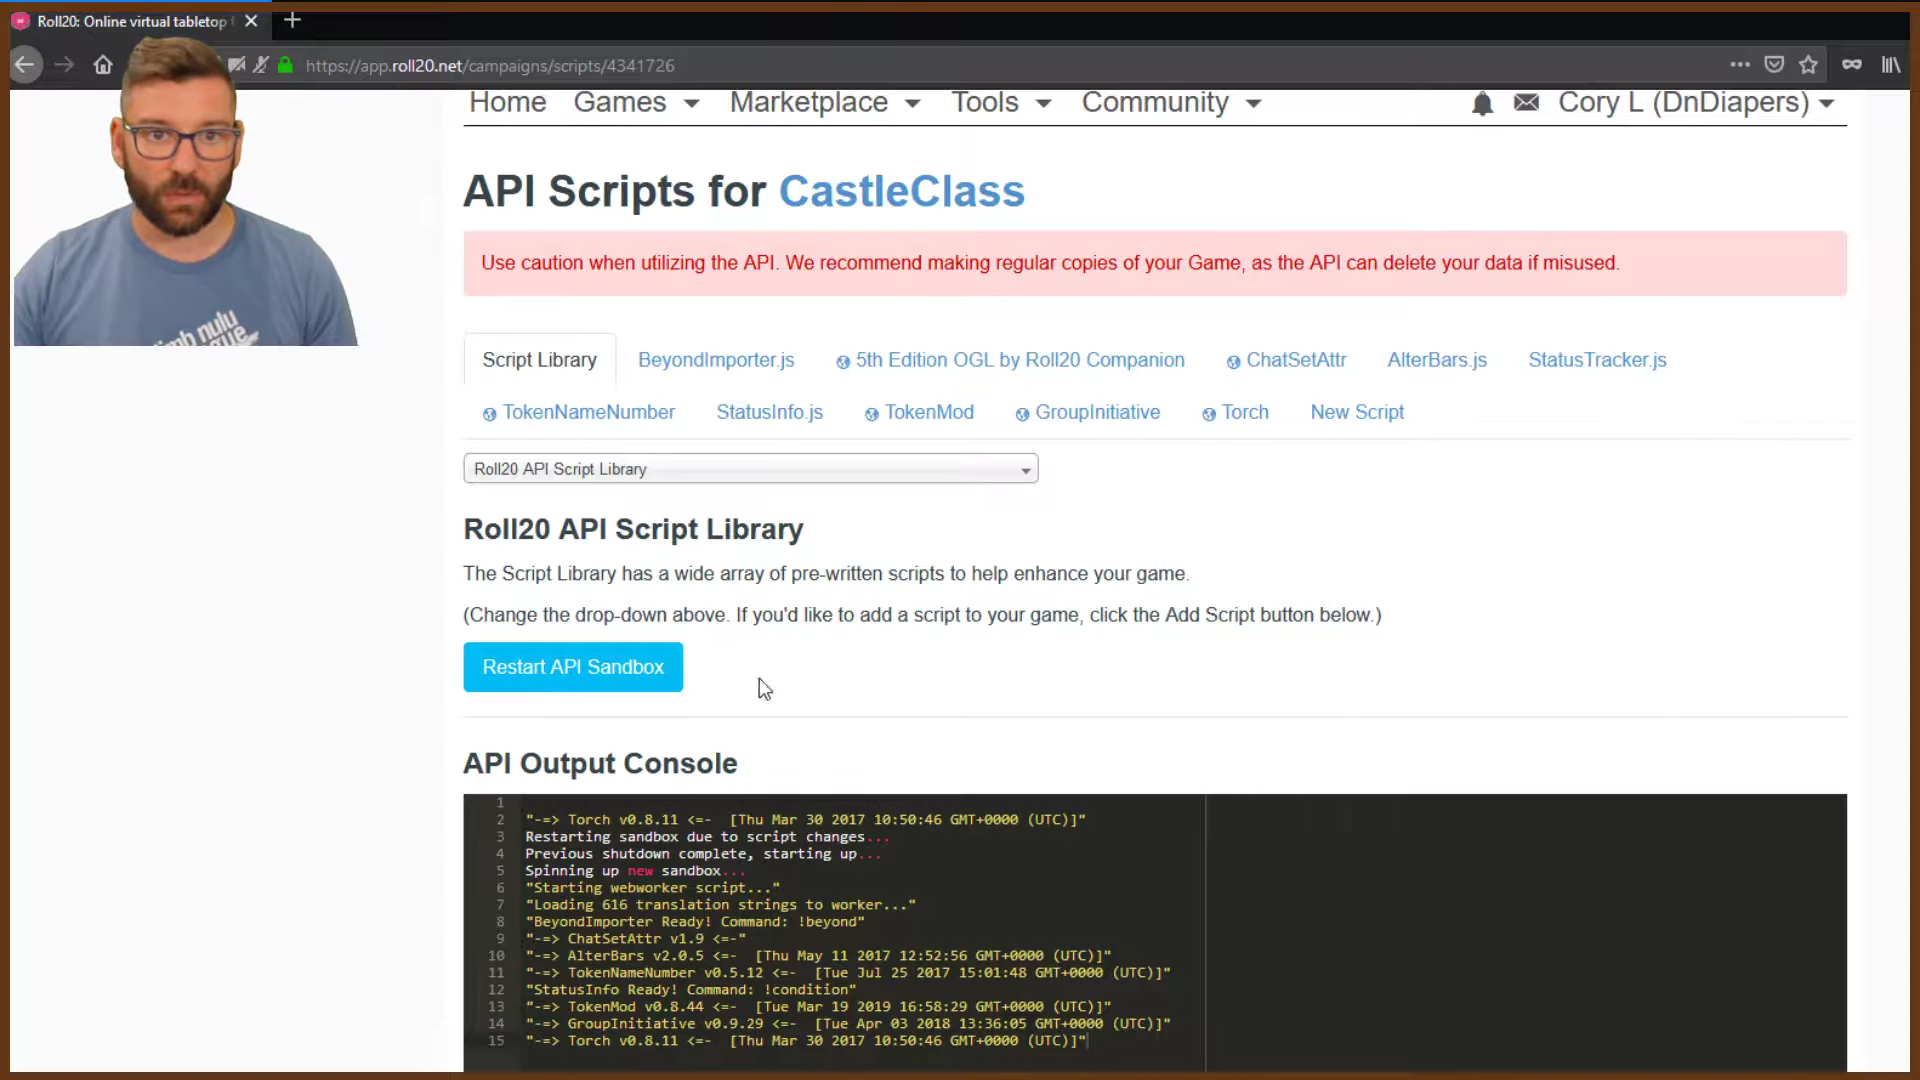 Roll20: Online virtual tabletop
https://app.roll20.net/campaigns/scripts/4341726
Home Games Marketplace Tools Community Cory L (DnDiapers)
API Scripts for CastleClass
Use caution when utilizing the API. We recommend making regular copies of your Game, as the API can delete your data if misused.
Script Library BeyondImporter.js 5th Edition OGL by Roll20 Companion ChatSetAttr AlterBars.js StatusTracker.js
TokenNameNumber StatusInfo.js TokenMod GroupInitiative Torch New Script
Roll20 API Script Library
Roll20 API Script Library
The Script Library has a wide array of pre-written scripts to help enhance your game.
(Change the drop-down above. If you'd like to add a script to your game, click the Add Script button below.)
Restart API Sandbox
API Output Console
1
2 "-=> Torch v0.8.11 <=-  [Thu Mar 30 2017 10:50:46 GMT+0000 (UTC)]"
3 Restarting sandbox due to script changes...
4 Previous shutdown complete, starting up...
5 Spinning up new sandbox...
6 "Starting webworker script..."
7 "Loading 616 translation strings to worker..."
8 "BeyondImporter Ready! Command: !beyond"
9 "-=> ChatSetAttr v1.9 <=-"
10 "-=> AlterBars v2.0.5 <=-  [Thu May 11 2017 12:52:56 GMT+0000 (UTC)]"
11 "-=> TokenNameNumber v0.5.12 <=-  [Tue Jul 25 2017 15:01:48 GMT+0000 (UTC)]"
12 "StatusInfo Ready! Command: !condition"
13 "-=> TokenMod v0.8.44 <=-  [Tue Mar 19 2019 16:58:29 GMT+0000 (UTC)]"
14 "-=> GroupInitiative v0.9.29 <=-  [Tue Apr 03 2018 13:36:05 GMT+0000 (UTC)]"
15 "-=> Torch v0.8.11 <=-  [Thu Mar 30 2017 10:50:46 GMT+0000 (UTC)]"